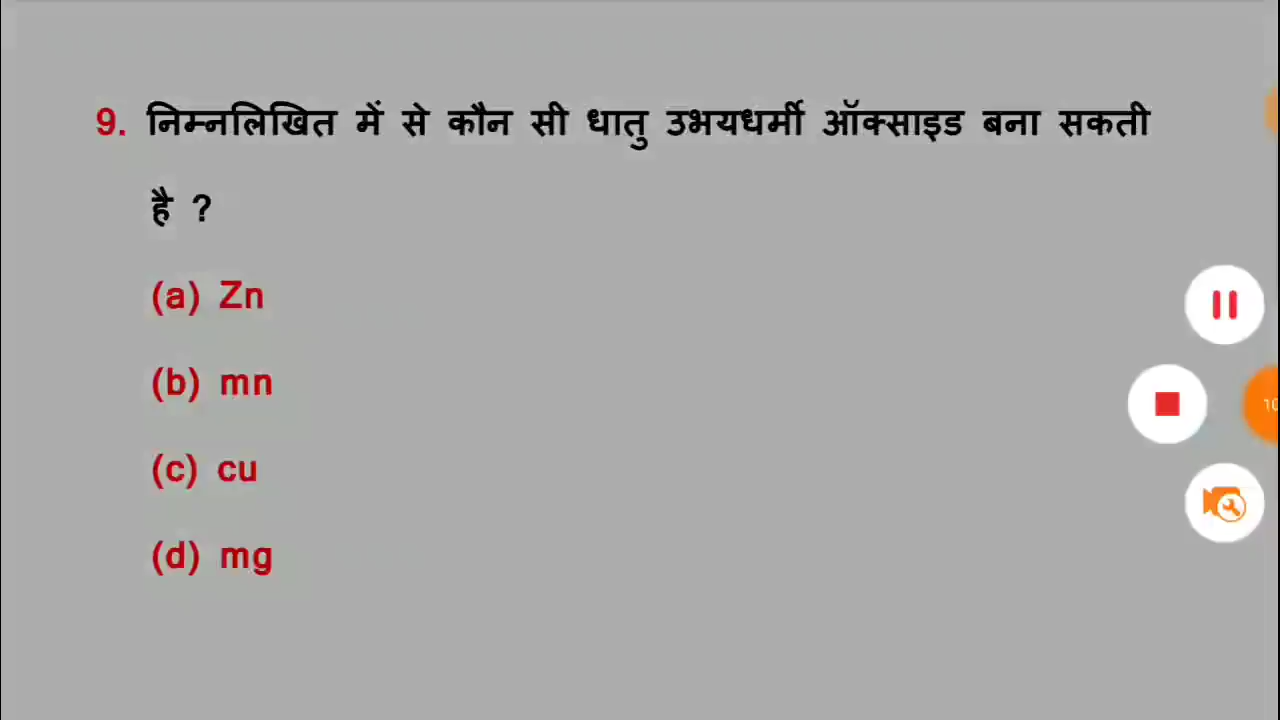 9. निम्नलिखित में से कौन सी धातु उभयधर्मी ऑक्साइड बना सकती
है ?
(a) Zn
(b) mn
(c) cu
(d) mg